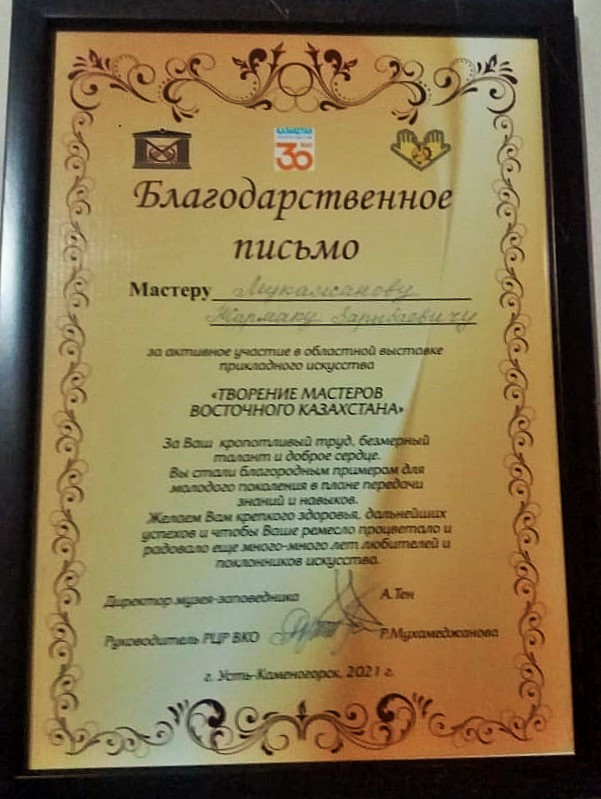 ҚАЗАҚСТАН
30
Благодарственное
письмо
Мастеру Мукажанову
Жармаку Зарыбаевичу
за активное участие в областной выставке
прикладного искусства
«ТВОРЕНИЕ МАСТЕРОВ
ВОСТОЧНОГО КАЗАХСТАНА»
За Ваш кропотливый труд, безмерный
талант и доброе сердце.
Вы стали благородным примером для
молодого поколения в плане передачи
знаний и навыков.
Желаем Вам крепкого здоровья, дальнейших
успехов и чтобы Ваше ремесло процветало и
радовало еще много-много лет любителей и
поклонников искусства.
Директор музея-заповедника А.Тен
Руководитель РЦР ВКО Р.Мухамеджанова
г. Усть-Каменогорск, 2021 г.